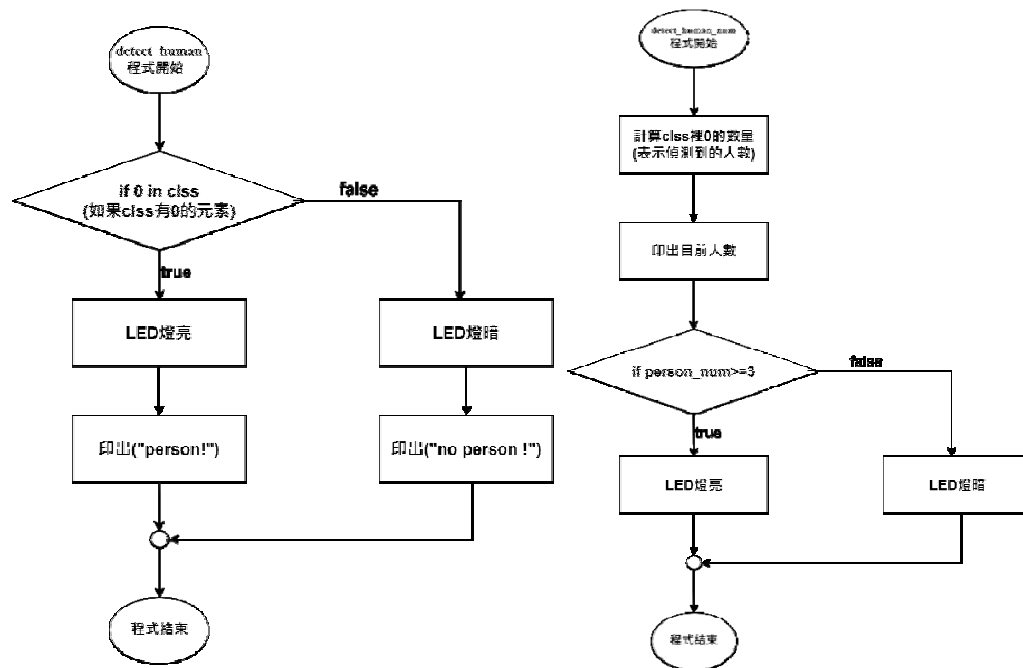 detect_human
程式開始
if 0 in clss
(如果clss有0的元素)
false
true
LED燈亮
LED燈暗
印出("person!")
印出("no person !")
程式結束
detect_human_num
程式開始
計算clss裡0的數量
(表示偵測到的人數)
印出目前人數
if person_num>=3
false
true
LED燈亮
LED燈暗
程式結束